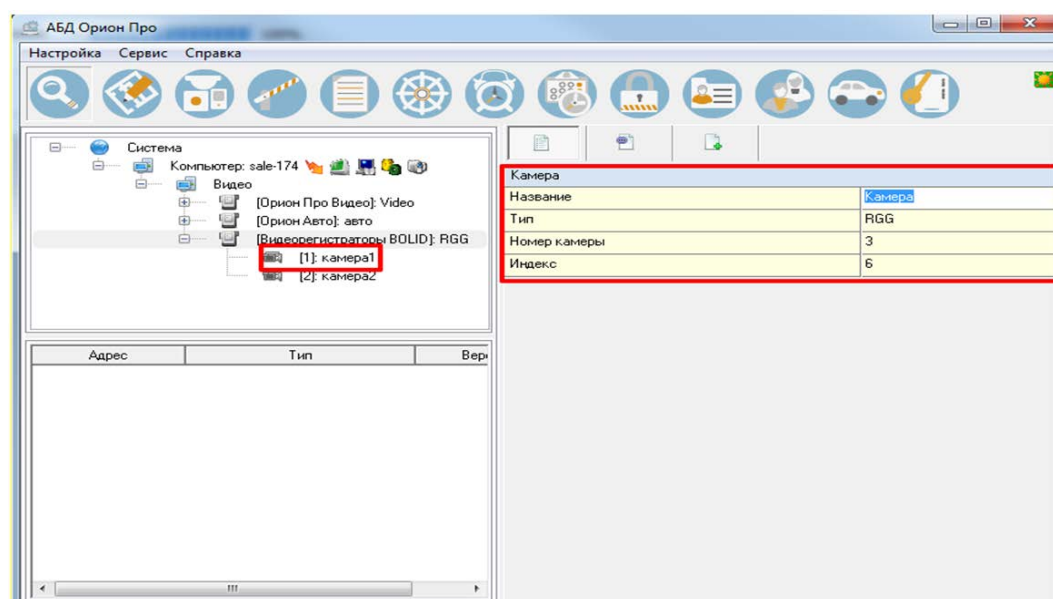 АБД Орион Про
Настройка Сервис Справка
Система
Компьютер: sale-174
Видео
[Орион Про Видео]: Video
[Орион Авто]: авто
[Видеорегистраторы BOLID]: RGG
[1]: камера1
[2]: камера2
Адрес Тип Верс
Камера
Название Камера
Тип RGG
Номер камеры 3
Индекс 6